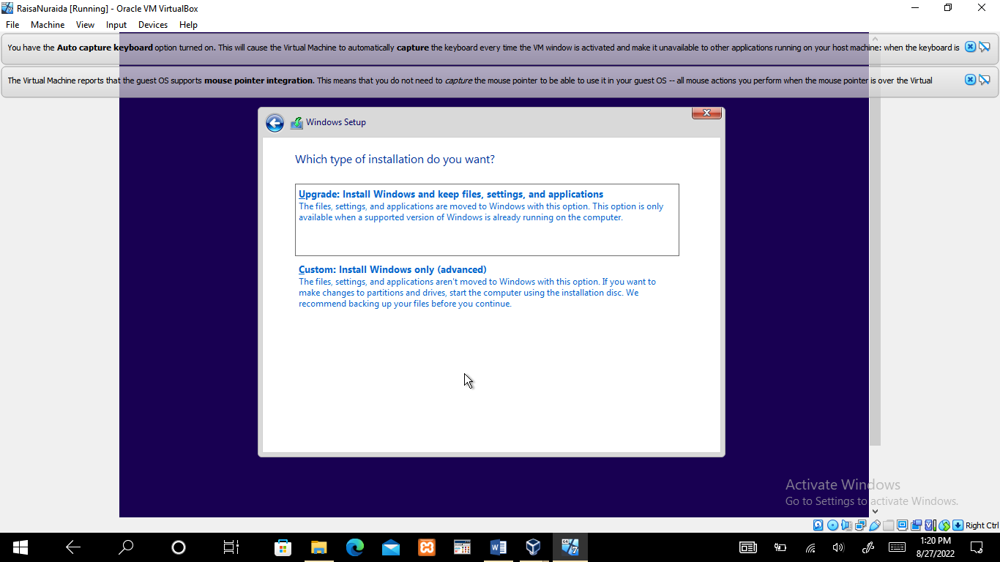 RaisaNuraida [Running] - Oracle VM VirtualBox
File Machine View Input Devices Help
You have the Auto capture keyboard option turned on. This will cause the Virtual Machine to automatically capture the keyboard every time the VM window is activated and make it unavailable to other applications running on your host machine: when the keyboard is
The Virtual Machine reports that the guest OS supports mouse pointer integration. This means that you do not need to capture the mouse pointer to be able to use it in your guest OS -- all mouse actions you perform when the mouse pointer is over the Virtual
Windows Setup
Which type of installation do you want?
Upgrade: Install Windows and keep files, settings, and applications
The files, settings, and applications are moved to Windows with this option. This option is only
available when a supported version of Windows is already running on the computer.
Custom: Install Windows only (advanced)
The files, settings, and applications aren't moved to Windows with this option. If you want to
make changes to partitions and drives, start the computer using the installation disc. We
recommend backing up your files before you continue.
Activate Windows
Go to Settings to activate Windows.
Right Ctrl
1:20 PM
8/27/2022